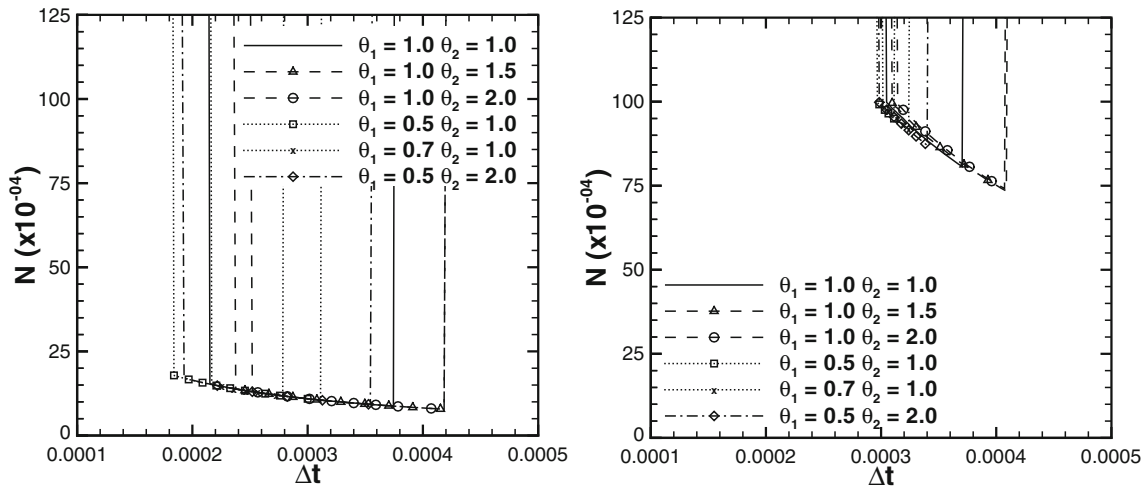 125
100
75
50
25
0
N (x10⁻⁰⁴)
θ₁ = 1.0 θ₂ = 1.0
θ₁ = 1.0 θ₂ = 1.5
θ₁ = 1.0 θ₂ = 2.0
θ₁ = 0.5 θ₂ = 1.0
θ₁ = 0.7 θ₂ = 1.0
θ₁ = 0.5 θ₂ = 2.0
0.0001 0.0002 0.0003 0.0004 0.0005
Δt
125
100
75
50
25
0
N (x10⁻⁰⁴)
θ₁ = 1.0 θ₂ = 1.0
θ₁ = 1.0 θ₂ = 1.5
θ₁ = 1.0 θ₂ = 2.0
θ₁ = 0.5 θ₂ = 1.0
θ₁ = 0.7 θ₂ = 1.0
θ₁ = 0.5 θ₂ = 2.0
0.0001 0.0002 0.0003 0.0004 0.0005
Δt